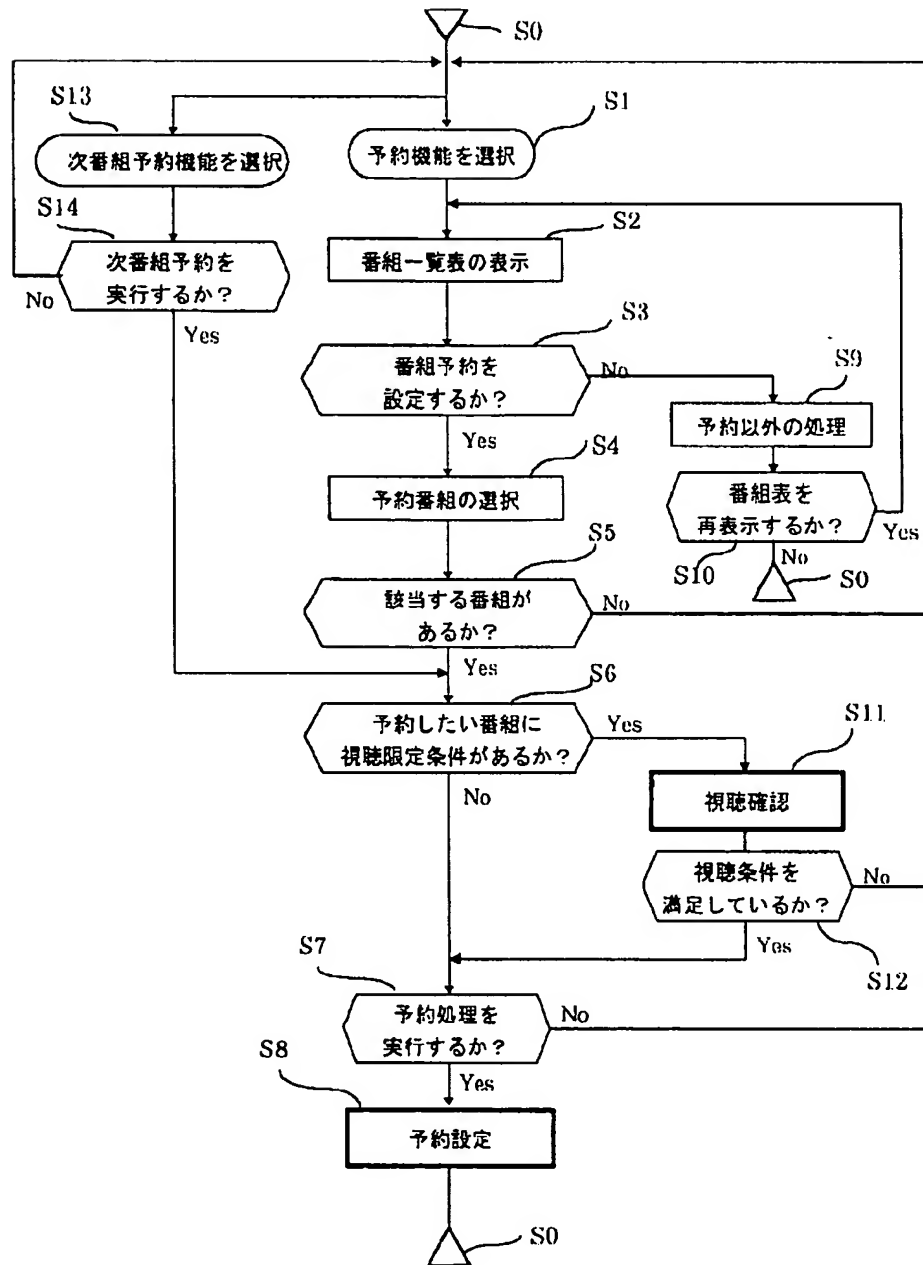 S0
S13
S1
次番組予約機能を選択
予約機能を選択
S14
S2
次番組予約を
実行するか?
番組一覧表の表示
No
Yes
S3
番組予約を
設定するか?
No
S9
予約以外の処理
Yes
S4
予約番組の選択
番組表を
再表示するか?
Yes
S5
S10
No
S0
該当する番組が
あるか?
No
Yes
S6
予約したい番組に
視聴限定条件があるか?
Yes
S11
視聴確認
No
視聴条件を
満足しているか?
No
Yes
S12
S7
予約処理を
実行するか?
No
S8
Yes
予約設定
S0